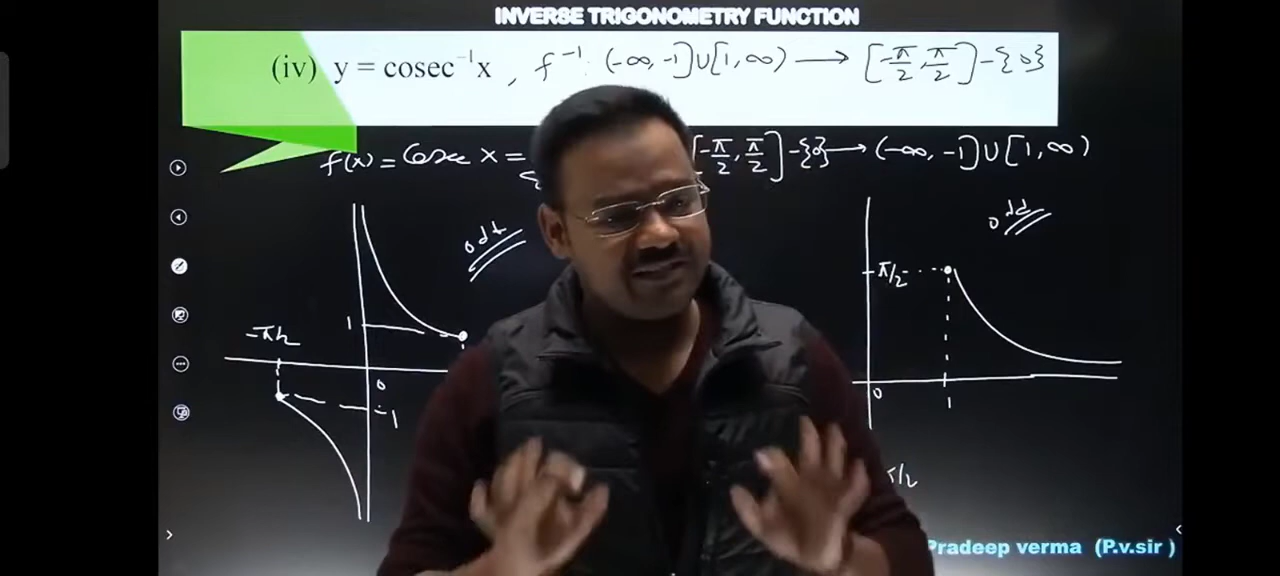 INVERSE TRIGONOMETRY FUNCTION
(iv) y = cosec⁻¹x , f⁻¹: (-∞, -1]∪[1, ∞) → [-π/2, π/2] - {0}
f(x) = Cosec x = [-π/2, π/2] - {0} → (-∞, -1]∪[1, ∞)
odd
odd
π/2
1
-π/2
0
-1
0
1
π/2
Pradeep verma (P.v.sir )